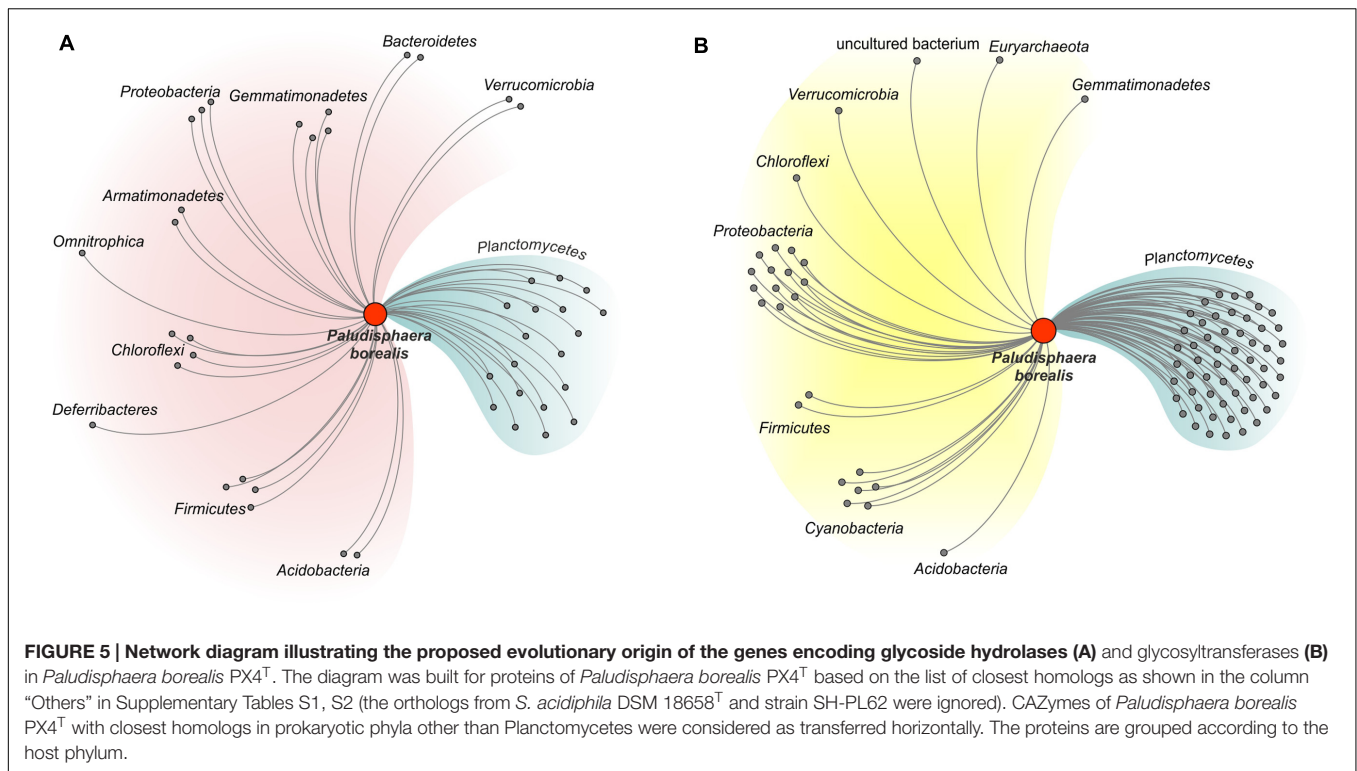 A
Bacteroidetes
Proteobacteria
Gemmatimonadetes
Verrucomicrobia
Armatimonadetes
Omnitrophica
Planctomycetes
Paludisphaera
borealis
Chloroflexi
Deferribacteres
Firmicutes
Acidobacteria
B
uncultured bacterium
Euryarchaeota
Verrucomicrobia
Gemmatimonadetes
Chloroflexi
Proteobacteria
Planctomycetes
Paludisphaera
borealis
Firmicutes
Cyanobacteria
Acidobacteria
FIGURE 5 | Network diagram illustrating the proposed evolutionary origin of the genes encoding glycoside hydrolases (A) and glycosyltransferases (B)
in Paludisphaera borealis PX4T. The diagram was built for proteins of Paludisphaera borealis PX4T based on the list of closest homologs as shown in the column
“Others” in Supplementary Tables S1, S2 (the orthologs from S. acidiphila DSM 18658T and strain SH-PL62 were ignored). CAZymes of Paludisphaera borealis
PX4T with closest homologs in prokaryotic phyla other than Planctomycetes were considered as transferred horizontally. The proteins are grouped according to the
host phylum.